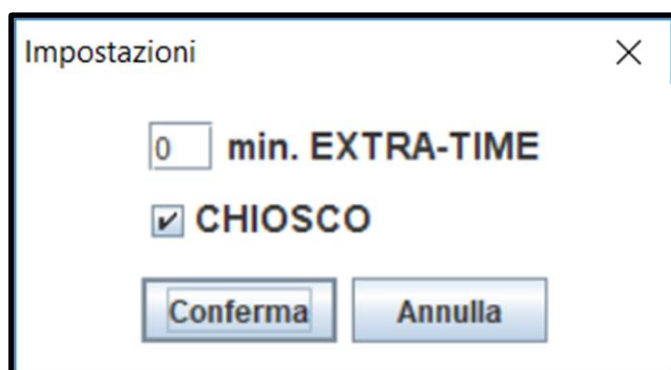 Impostazioni
0 min. EXTRA-TIME
CHIOSCO
Conferma Annulla